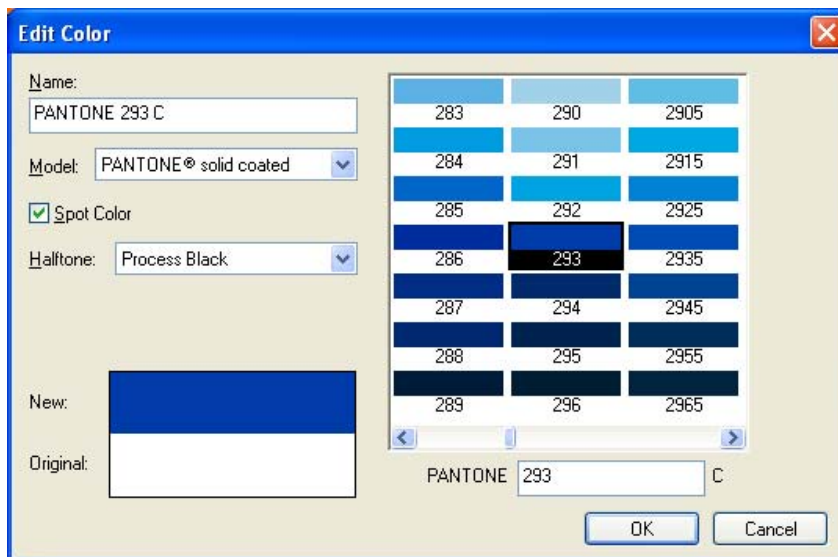 Edit Color
Name:
PANTONE 293 C
Model: PANTONE® solid coated
Spot Color
Halftone: Process Black
New:
Original:
283 290 2905
284 291 2915
285 292 2925
286 293 2935
287 294 2945
288 295 2955
289 296 2965
PANTONE 293 C
OK Cancel